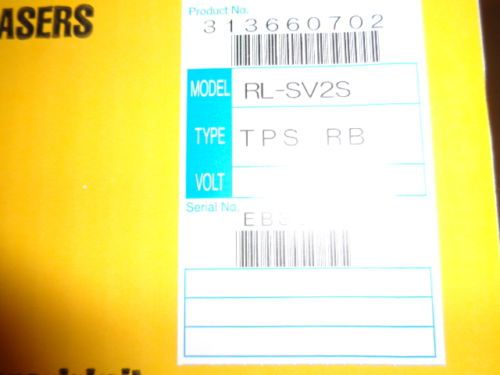 ASERS
Product No.
313660702
MODEL RL-SV2S
TYPE TPS RB
VOLT
Serial No.